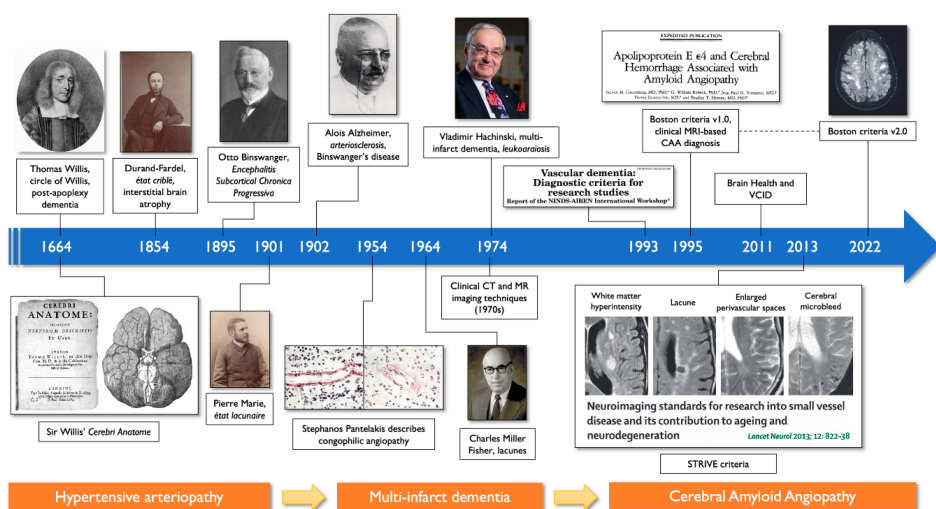 EXPEDITED PUBLICATION
Apolipoprotein E ε4 and Cerebral
Hemorrhage Associated with
Amyloid Angiopathy
Thomas Willis,
circle of Willis,
post-apoplexy
dementia
Durand-Fardel,
état criblé,
interstitial brain
atrophy
Otto Binswanger,
Encephalitis
Subcortical Chronica
Progressiva
Alois Alzheimer,
arteriosclerosis,
Binswanger's disease
Vladimir Hachinski, multi-
infarct dementia, leukoaraiosis
Vascular dementia:
Diagnostic criteria for
research studies
Report of the NINDS-AIREN International Workshop*
Boston criteria v1.0,
clinical MRI-based
CAA diagnosis
Brain Health and
VCID
Boston criteria v2.0
1664
1854
1895
1901
1902
1954
1964
1974
1993
1995
2011
2013
2022
CEREBRI
ANATOME:
Sir Willis' Cerebri Anatome
Pierre Marie,
état lacunaire
Stephanos Pantelakis describes
congophilic angiopathy
Clinical CT and MR
imaging techniques
(1970s)
Charles Miller
Fisher, lacunes
White matter
hyperintensity
Lacune
Enlarged
perivascular spaces
Cerebral
microbleed
Neuroimaging standards for research into small vessel
disease and its contribution to ageing and
neurodegeneration
Lancet Neurol 2013; 12: 822–38
STRIVE criteria
Hypertensive arteriopathy
Multi-infarct dementia
Cerebral Amyloid Angiopathy